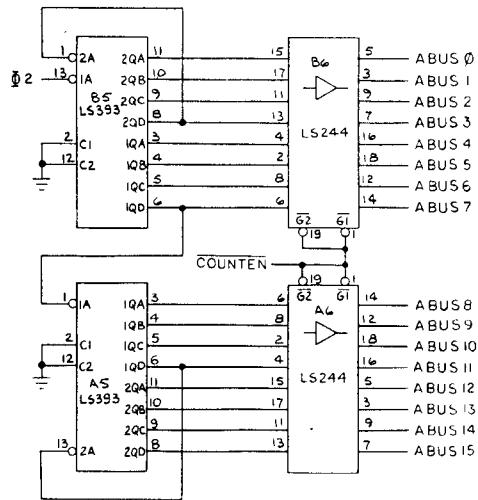 1 2A 2QA 11 15 B6 5 ABUS Ø
Φ2 13 1A 2QB 10 17 3 ABUS 1
B5 2QC 9 11 9 ABUS 2
LS393 2QD 8 13 7 ABUS 3
2 C1 1QA 3 4 LS244 16 ABUS 4
12 C2 1QB 4 2 18 ABUS 5
1QC 5 8 12 ABUS 6
1QD 6 6 14 ABUS 7
G2 G1
19 1
COUNTEN
19 1
G2 G1
1 1A 1QA 3 6 A6 14 ABUS 8
1QB 4 8 12 ABUS 9
2 C1 1QC 5 2 18 ABUS 10
12 C2 1QD 6 4 16 ABUS 11
A5 2QA 11 15 LS244 5 ABUS 12
LS393 2QB 10 17 3 ABUS 13
2QC 9 11 9 ABUS 14
13 2A 2QD 8 13 7 ABUS 15